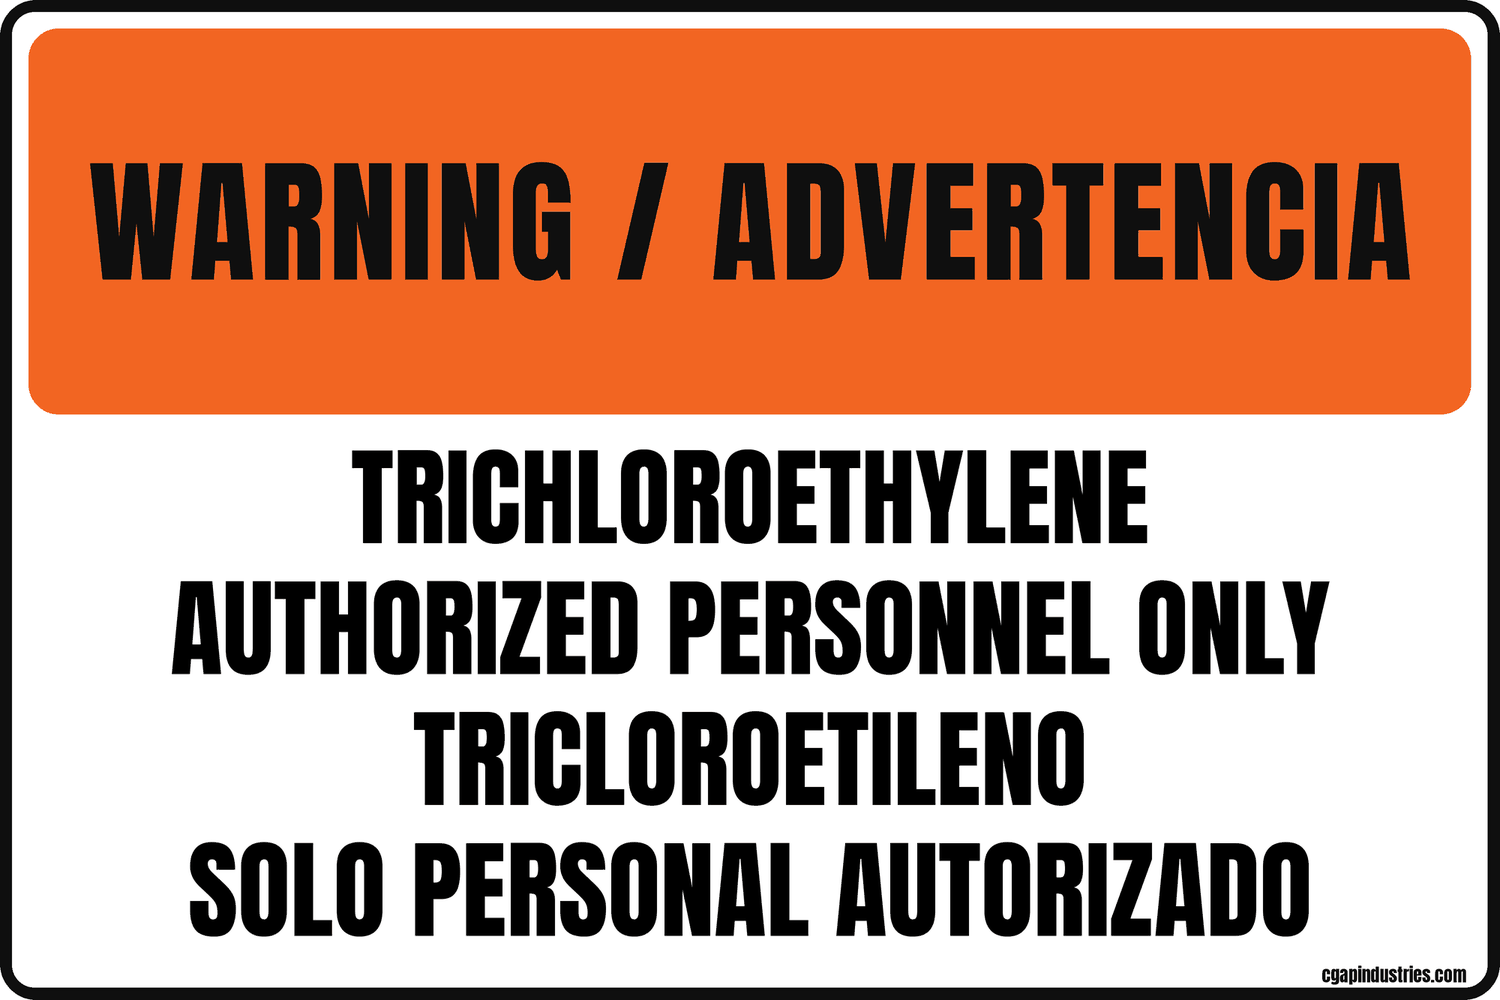 WARNING / ADVERTENCIA
TRICHLOROETHYLENE
AUTHORIZED PERSONNEL ONLY
TRICLOROETILENO
SOLO PERSONAL AUTORIZADO
cgapindustries.com